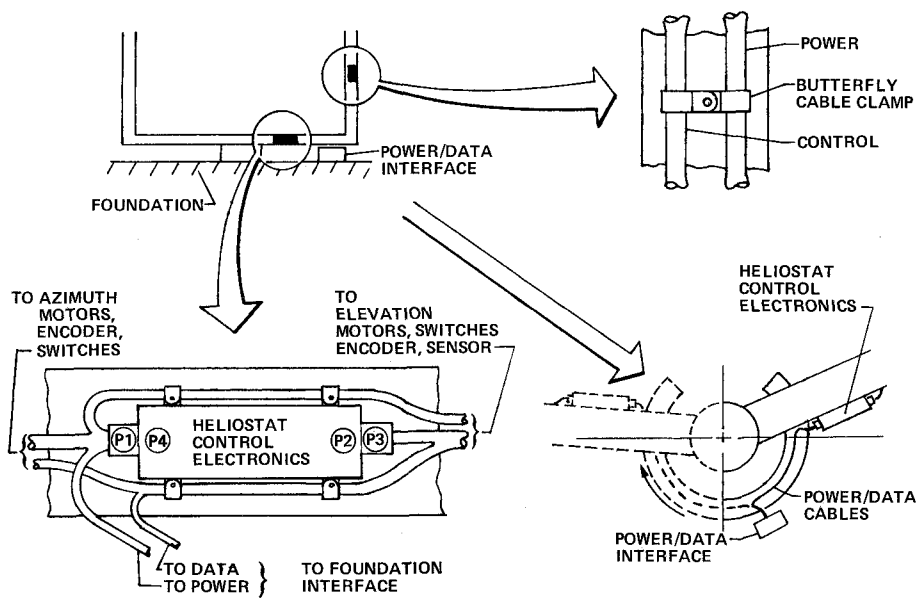 POWER
BUTTERFLY
CABLE CLAMP
CONTROL
POWER/DATA
INTERFACE
FOUNDATION
TO AZIMUTH
MOTORS,
ENCODER,
SWITCHES
TO
ELEVATION
MOTORS, SWITCHES
ENCODER, SENSOR
HELIOSTAT
CONTROL
ELECTRONICS
P1 P4 HELIOSTAT P2 P3
CONTROL
ELECTRONICS
POWER/DATA
CABLES
POWER/DATA
INTERFACE
TO DATA
TO POWER
TO FOUNDATION
INTERFACE